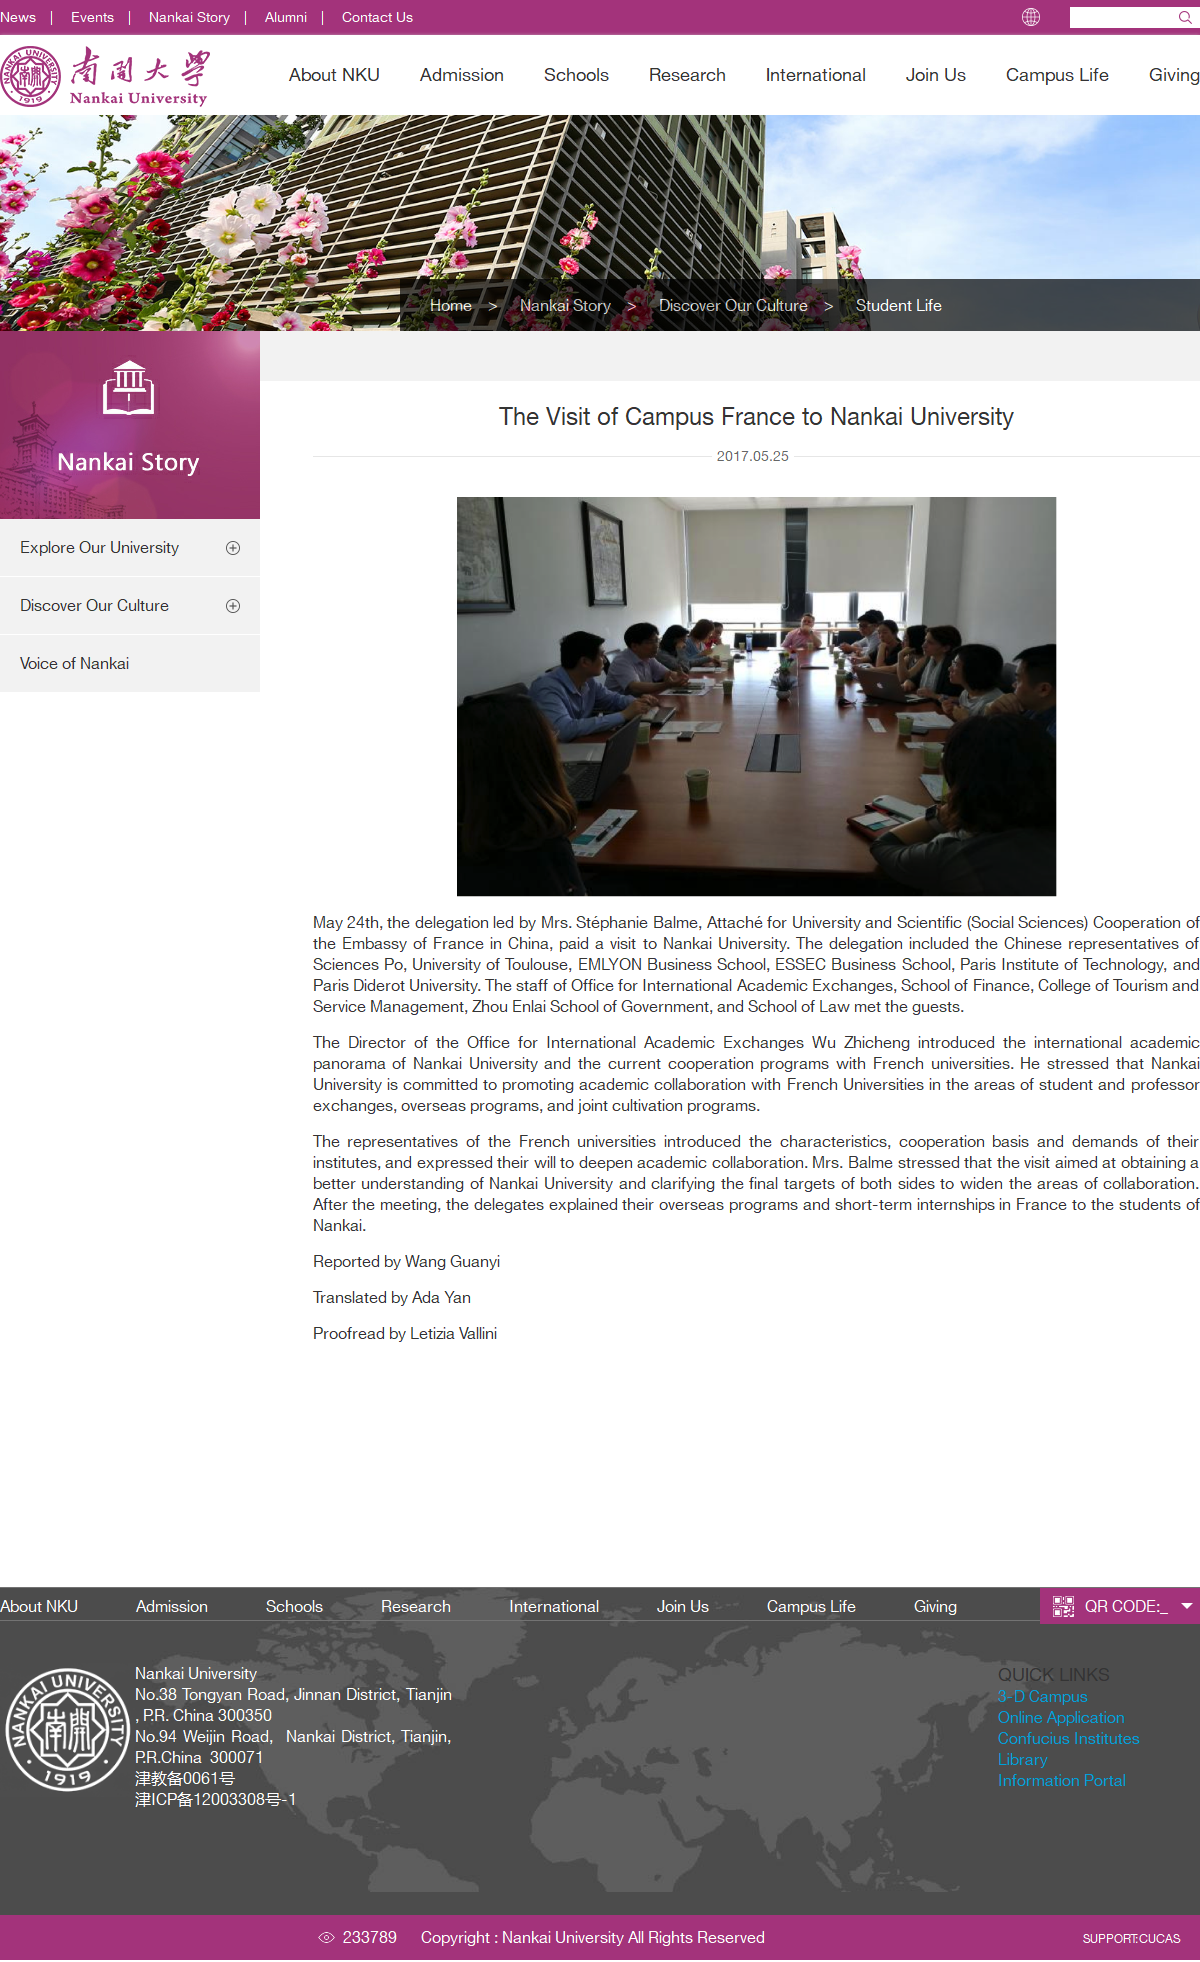 News | Events | Nankai Story | Alumni | Contact Us
NANKAI UNIVERSITY
1919
南開大學
Nankai University
About NKU Admission Schools Research International Join Us Campus Life Giving
Home > Nankai Story > Discover Our Culture > Student Life
Nankai Story
Explore Our University
Discover Our Culture
Voice of Nankai
The Visit of Campus France to Nankai University
2017.05.25
May 24th, the delegation led by Mrs. Stéphanie Balme, Attaché for University and Scientific (Social Sciences) Cooperation of
the Embassy of France in China, paid a visit to Nankai University. The delegation included the Chinese representatives of
Sciences Po, University of Toulouse, EMLYON Business School, ESSEC Business School, Paris Institute of Technology, and
Paris Diderot University. The staff of Office for International Academic Exchanges, School of Finance, College of Tourism and
Service Management, Zhou Enlai School of Government, and School of Law met the guests.
The Director of the Office for International Academic Exchanges Wu Zhicheng introduced the international academic
panorama of Nankai University and the current cooperation programs with French universities. He stressed that Nankai
University is committed to promoting academic collaboration with French Universities in the areas of student and professor
exchanges, overseas programs, and joint cultivation programs.
The representatives of the French universities introduced the characteristics, cooperation basis and demands of their
institutes, and expressed their will to deepen academic collaboration. Mrs. Balme stressed that the visit aimed at obtaining a
better understanding of Nankai University and clarifying the final targets of both sides to widen the areas of collaboration.
After the meeting, the delegates explained their overseas programs and short-term internships in France to the students of
Nankai.
Reported by Wang Guanyi
Translated by Ada Yan
Proofread by Letizia Vallini
About NKU Admission Schools Research International Join Us Campus Life Giving
QR CODE:_
NANKAI UNIVERSITY
南開
1919
Nankai University
No.38 Tongyan Road, Jinnan District, Tianjin
, P.R. China 300350
No.94 Weijin Road, Nankai District, Tianjin,
P.R.China 300071
津教备0061号
津ICP备12003308号-1
QUICK LINKS
3-D Campus
Online Application
Confucius Institutes
Library
Information Portal
233789 Copyright : Nankai University All Rights Reserved
SUPPORT:CUCAS